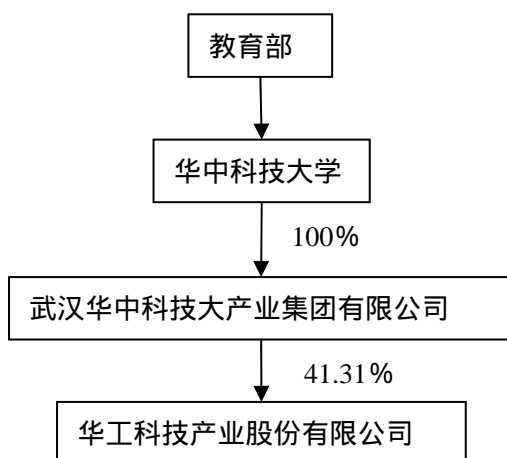 教育部
华中科技大学
100%
武汉华中科技大产业集团有限公司
41.31%
华工科技产业股份有限公司